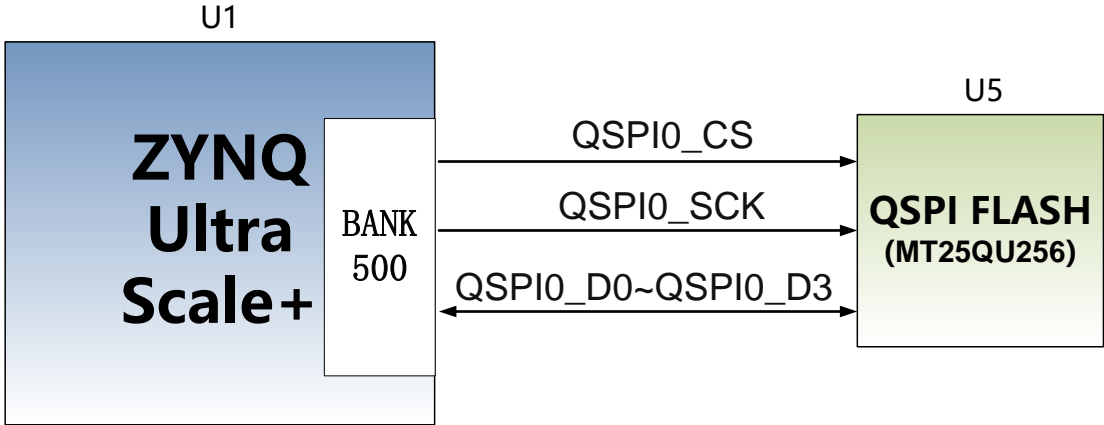 U1
ZYNQ
Ultra
Scale+
BANK
500
QSPI0_CS
QSPI0_SCK
QSPI0_D0~QSPI0_D3
U5
QSPI FLASH
(MT25QU256)